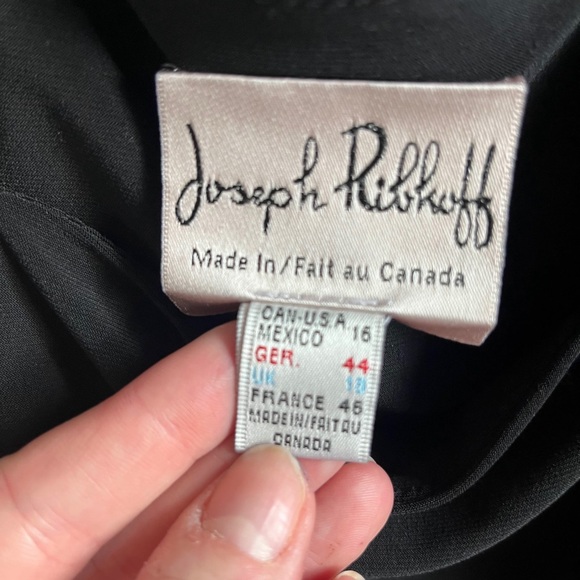 Joseph Ribkoff
Made In/Fait au Canada
CAN-U.S.A. 16
MEXICO
GER. 44
UK 18
FRANCE 46
MADE IN/FAIT AU
CANADA